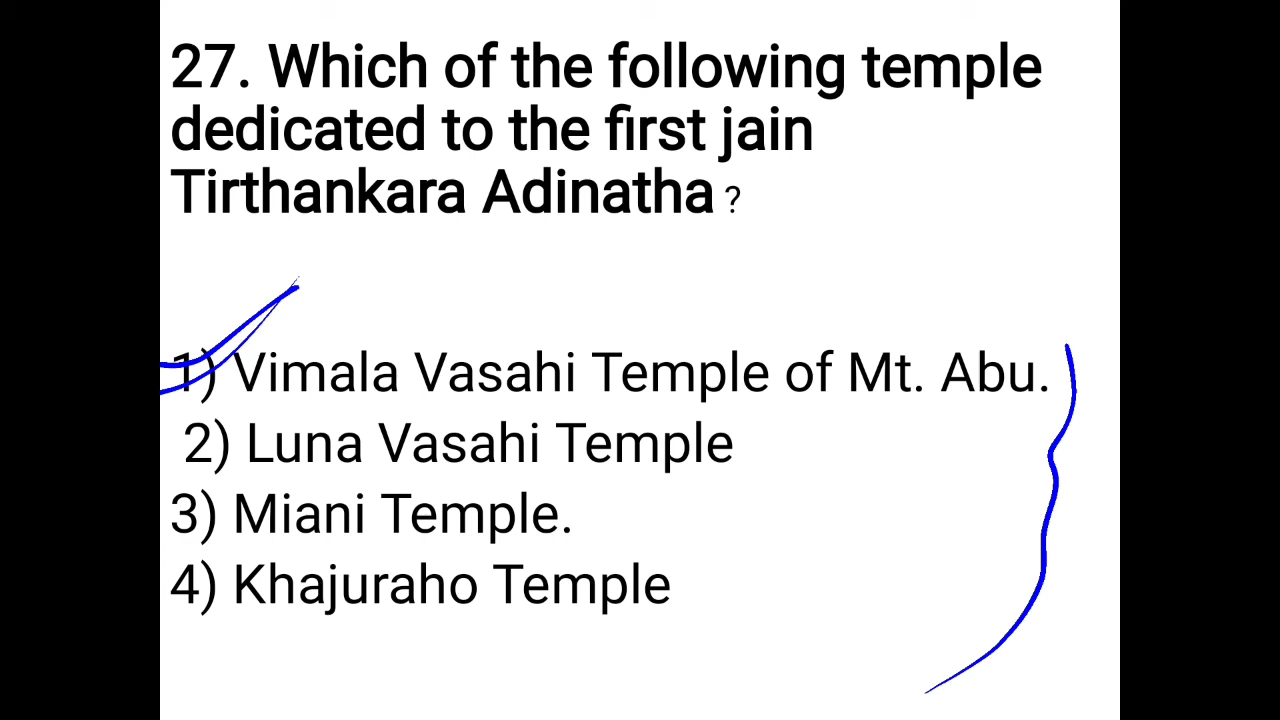 27. Which of the following temple
dedicated to the first jain
Tirthankara Adinatha ?
1) Vimala Vasahi Temple of Mt. Abu.
2) Luna Vasahi Temple
3) Miani Temple.
4) Khajuraho Temple